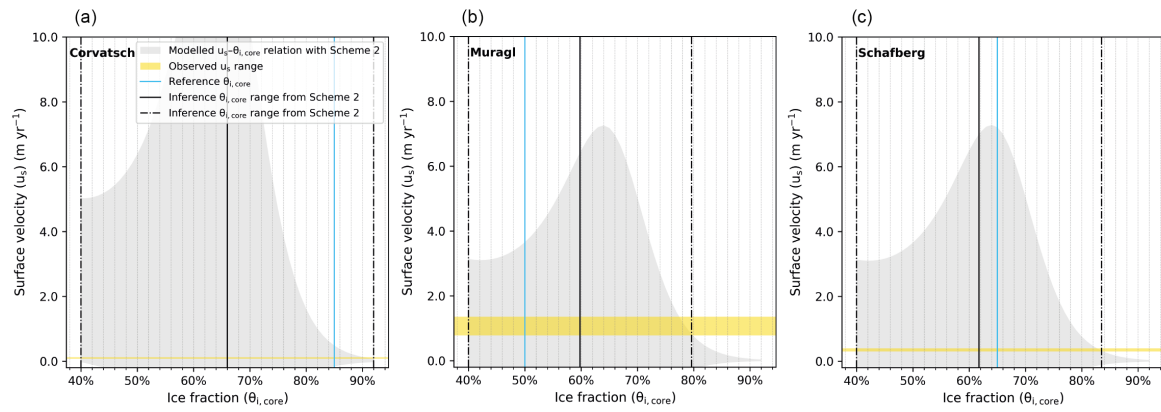 (a)
Corvatsch
Modelled uₛ–θᵢ,core relation with Scheme 2
Observed uₛ range
Reference θᵢ,core
Inference θᵢ,core range from Scheme 2
Inference θᵢ,core range from Scheme 2
Surface velocity (uₛ) (m yr⁻¹)
10.0
8.0
6.0
4.0
2.0
0.0
40%
50%
60%
70%
80%
90%
Ice fraction (θᵢ,core)
(b)
Muragl
Surface velocity (uₛ) (m yr⁻¹)
10.0
8.0
6.0
4.0
2.0
0.0
40%
50%
60%
70%
80%
90%
Ice fraction (θᵢ,core)
(c)
Schafberg
Surface velocity (uₛ) (m yr⁻¹)
10.0
8.0
6.0
4.0
2.0
0.0
40%
50%
60%
70%
80%
90%
Ice fraction (θᵢ,core)